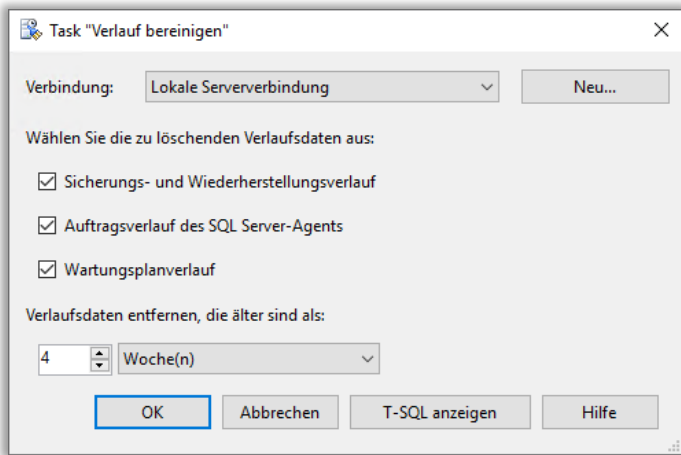 Task "Verlauf bereinigen"
Verbindung: Lokale Serververbindung Neu...
Wählen Sie die zu löschenden Verlaufsdaten aus:
Sicherungs- und Wiederherstellungsverlauf
Auftragsverlauf des SQL Server-Agents
Wartungsplanverlauf
Verlaufsdaten entfernen, die älter sind als:
4 Woche(n)
OK Abbrechen T-SQL anzeigen Hilfe